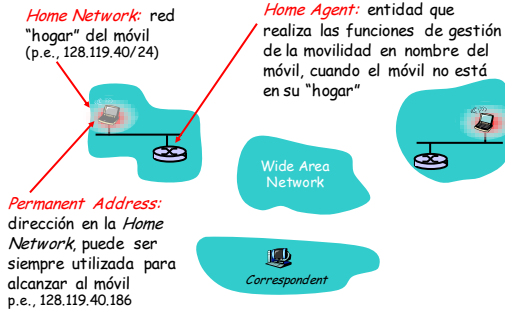 Home Network: red
“hogar” del móvil
(p.e., 128.119.40/24)
Home Agent: entidad que
realiza las funciones de gestión
de la movilidad en nombre del
móvil, cuando el móvil no está
en su “hogar”
Wide Area
Network
Permanent Address:
dirección en la Home
Network, puede ser
siempre utilizada para
alcanzar al móvil
p.e., 128.119.40.186
Correspondent